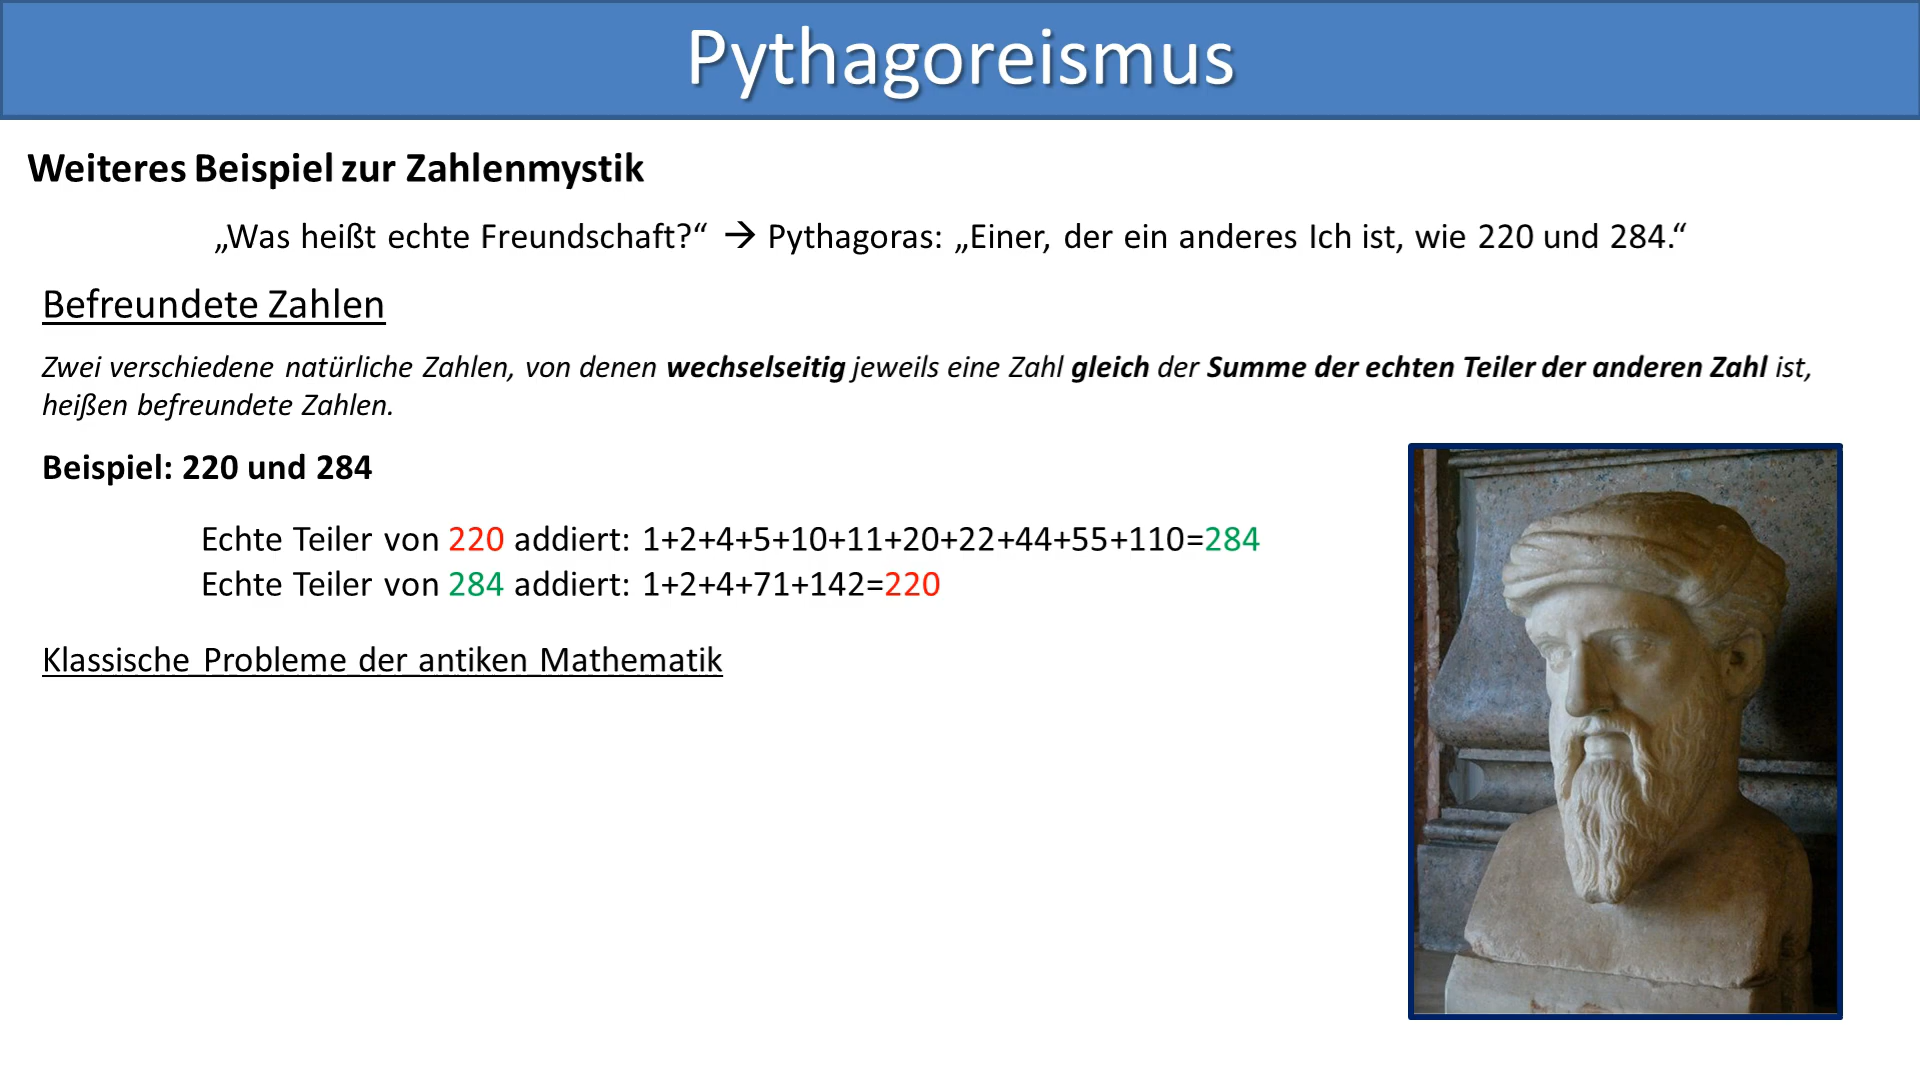 Pythagoreismus
Weiteres Beispiel zur Zahlenmystik
„Was heißt echte Freundschaft?“ → Pythagoras: „Einer, der ein anderes Ich ist, wie 220 und 284.“
Befreundete Zahlen
Zwei verschiedene natürliche Zahlen, von denen wechselseitig jeweils eine Zahl gleich der Summe der echten Teiler der anderen Zahl ist,
heißen befreundete Zahlen.
Beispiel: 220 und 284
Echte Teiler von 220 addiert: 1+2+4+5+10+11+20+22+44+55+110=284
Echte Teiler von 284 addiert: 1+2+4+71+142=220
Klassische Probleme der antiken Mathematik